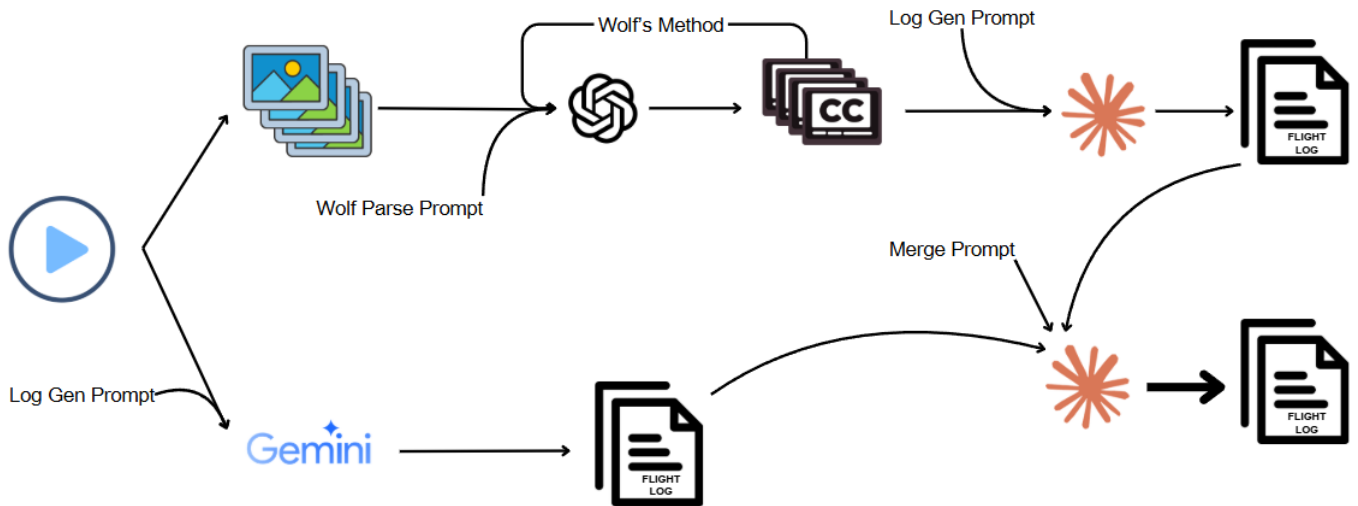 Wolf's Method
Log Gen Prompt
CC
FLIGHT
LOG
Wolf Parse Prompt
Merge Prompt
Log Gen Prompt
Gemini
FLIGHT
LOG
FLIGHT
LOG